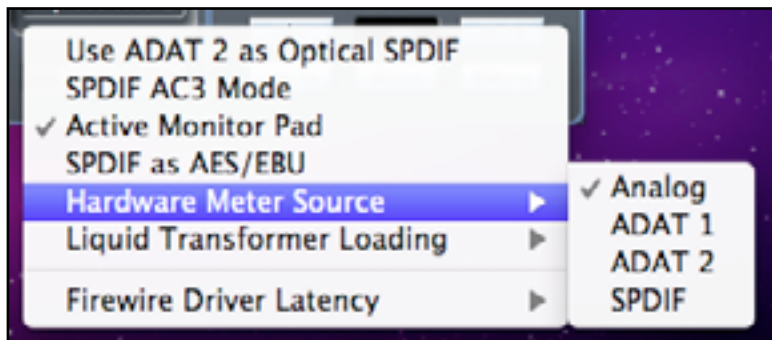 Use ADAT 2 as Optical SPDIF
SPDIF AC3 Mode
✓ Active Monitor Pad
SPDIF as AES/EBU
Hardware Meter Source
Liquid Transformer Loading
Firewire Driver Latency
✓ Analog
ADAT 1
ADAT 2
SPDIF